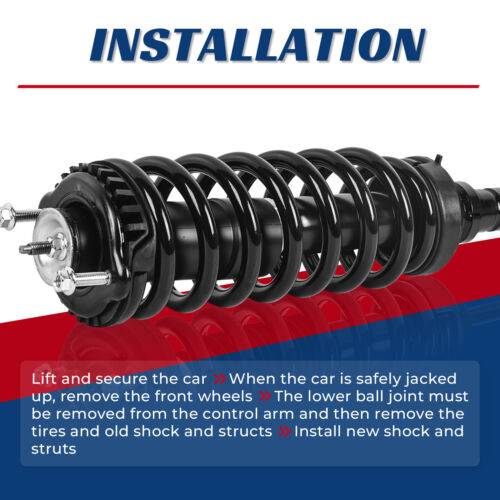 INSTALLATION
Lift and secure the car » When the car is safely jacked
up, remove the front wheels » The lower ball joint must
be removed from the control arm and then remove the
tires and old shock and structs » Install new shock and
struts